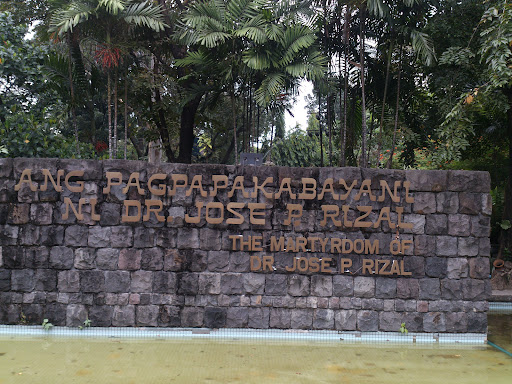 ANG PAGPAPAKABAYANI
NI DR JOSE P. RIZAL
THE MARTYRDOM OF
DR. JOSE P. RIZAL